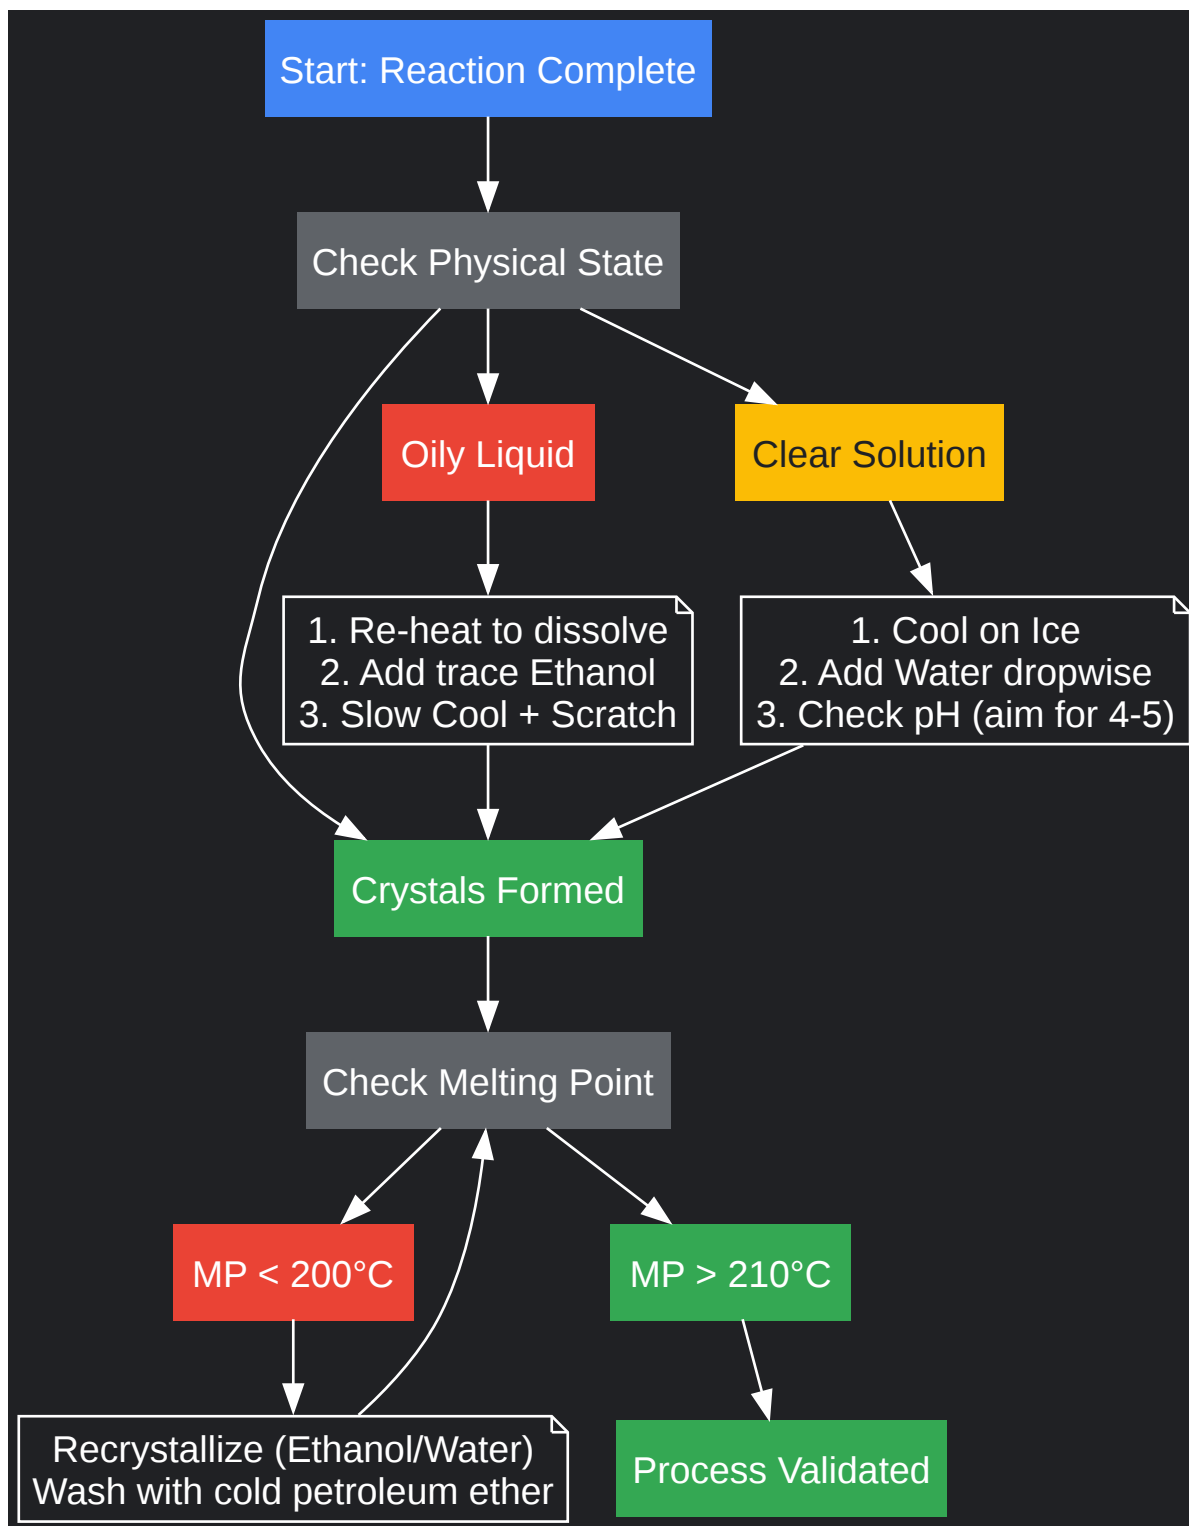 Start: Reaction Complete
Check Physical State
Oily Liquid
Clear Solution
1. Re-heat to dissolve
2. Add trace Ethanol
3. Slow Cool + Scratch
1. Cool on Ice
2. Add Water dropwise
3. Check pH (aim for 4-5)
Crystals Formed
Check Melting Point
MP < 200°C
MP > 210°C
Recrystallize (Ethanol/Water)
Wash with cold petroleum ether
Process Validated